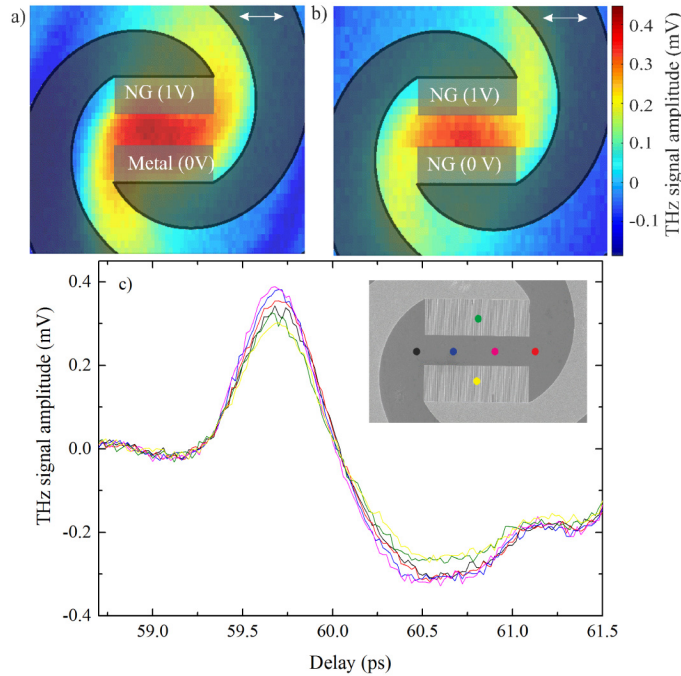 a)
NG (1V)
Metal (0V)
b)
NG (1V)
NG (0 V)
0.4
0.3
0.2
0.1
0
-0.1
THz signal amplitude (mV)
c)
0.4
0.2
0.0
-0.2
-0.4
THz signal amplitude (mV)
59.0
59.5
60.0
60.5
61.0
61.5
Delay (ps)